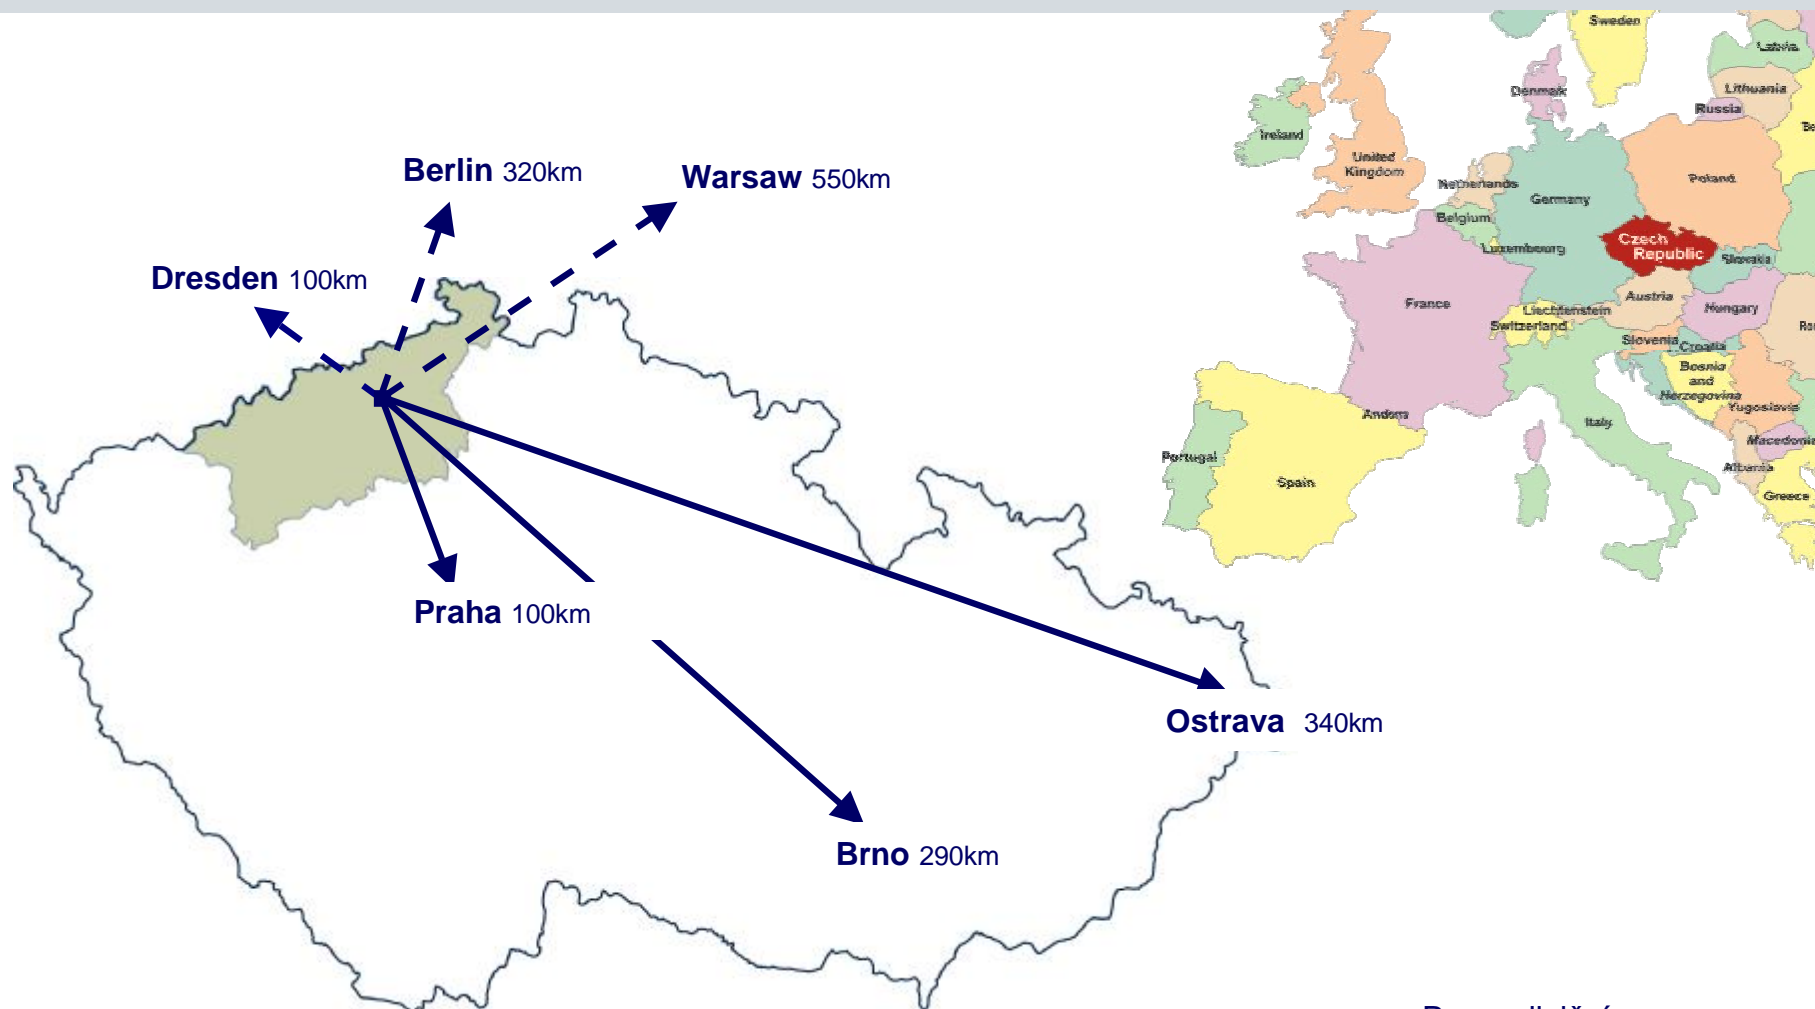 Berlin 320km
Warsaw 550km
Dresden 100km
Praha 100km
Ostrava 340km
Brno 290km
Sweden
Latvia
Denmark
Lithuania
Russia
Ireland
United
Kingdom
Netherlands
Poland
Germany
Belgium
Czech
Republic
Luxembourg
Slovakia
Austria
France
Hungary
Liechtenstein
Switzerland
Slovenia
Croatia
Bosnia
and
Herzegovina
Yugoslavia
Andorra
Italy
Macedonia
Portugal
Albania
Spain
Greece